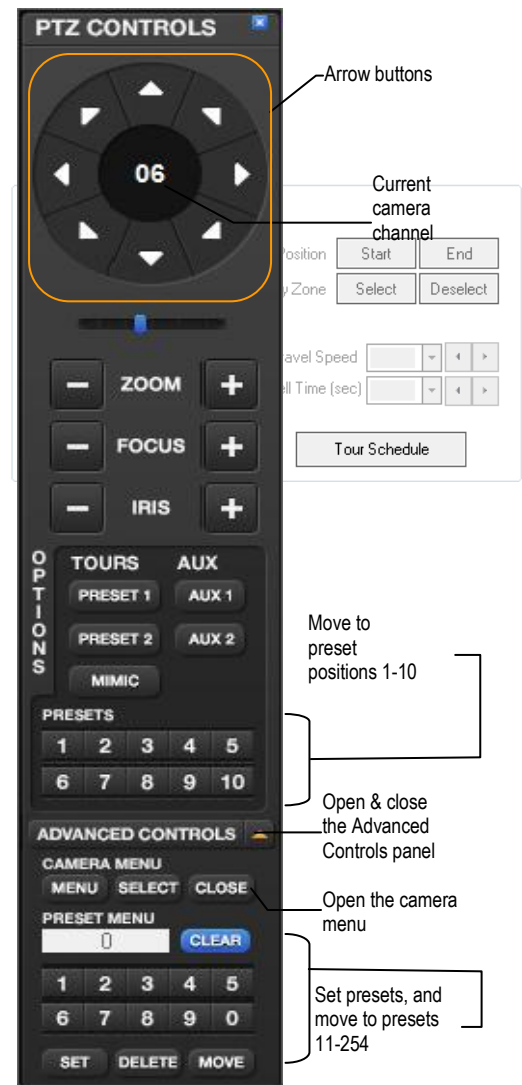 PTZ CONTROLS
Arrow buttons
06
Current
camera
channel
Position Start End
Zone Select Deselect
Speed
Time (sec)
ZOOM
FOCUS
Tour Schedule
IRIS
OPTIONS
TOURS AUX
PRESET 1 AUX 1
PRESET 2 AUX 2
MIMIC
Move to
preset
positions 1-10
PRESETS
1 2 3 4 5
6 7 8 9 10
Open & close
the Advanced
Controls panel
ADVANCED CONTROLS
CAMERA MENU
MENU SELECT CLOSE
Open the camera
menu
PRESET MENU
0 CLEAR
1 2 3 4 5
6 7 8 9 0
Set presets, and
move to presets
11-254
SET DELETE MOVE